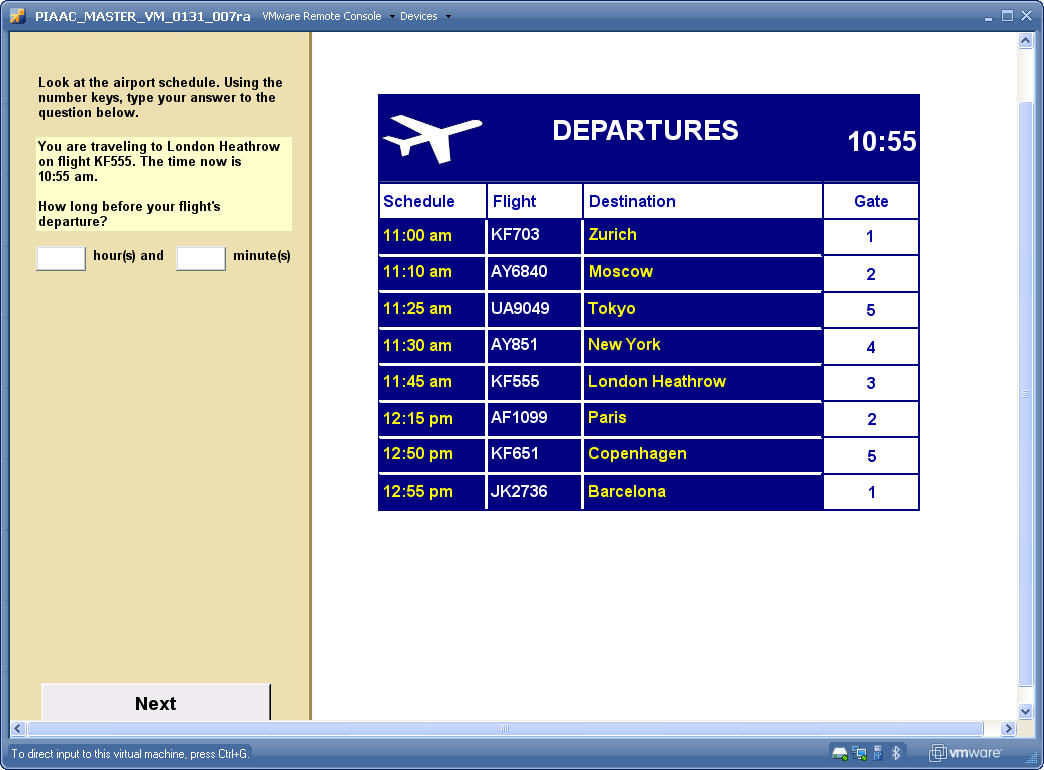 PIAAC_MASTER_VM_0131_007ra VMware Remote Console Devices
Look at the airport schedule. Using the
number keys, type your answer to the
question below.
You are traveling to London Heathrow
on flight KF555. The time now is
10:55 am.
How long before your flight's
departure?
hour(s) and minute(s)
Next
DEPARTURES
10:55
Schedule Flight Destination Gate
11:00 am KF703 Zurich 1
11:10 am AY6840 Moscow 2
11:25 am UA9049 Tokyo 5
11:30 am AY851 New York 4
11:45 am KF555 London Heathrow 3
12:15 pm AF1099 Paris 2
12:50 pm KF651 Copenhagen 5
12:55 pm JK2736 Barcelona 1
To direct input to this virtual machine, press Ctrl+G.
vmware